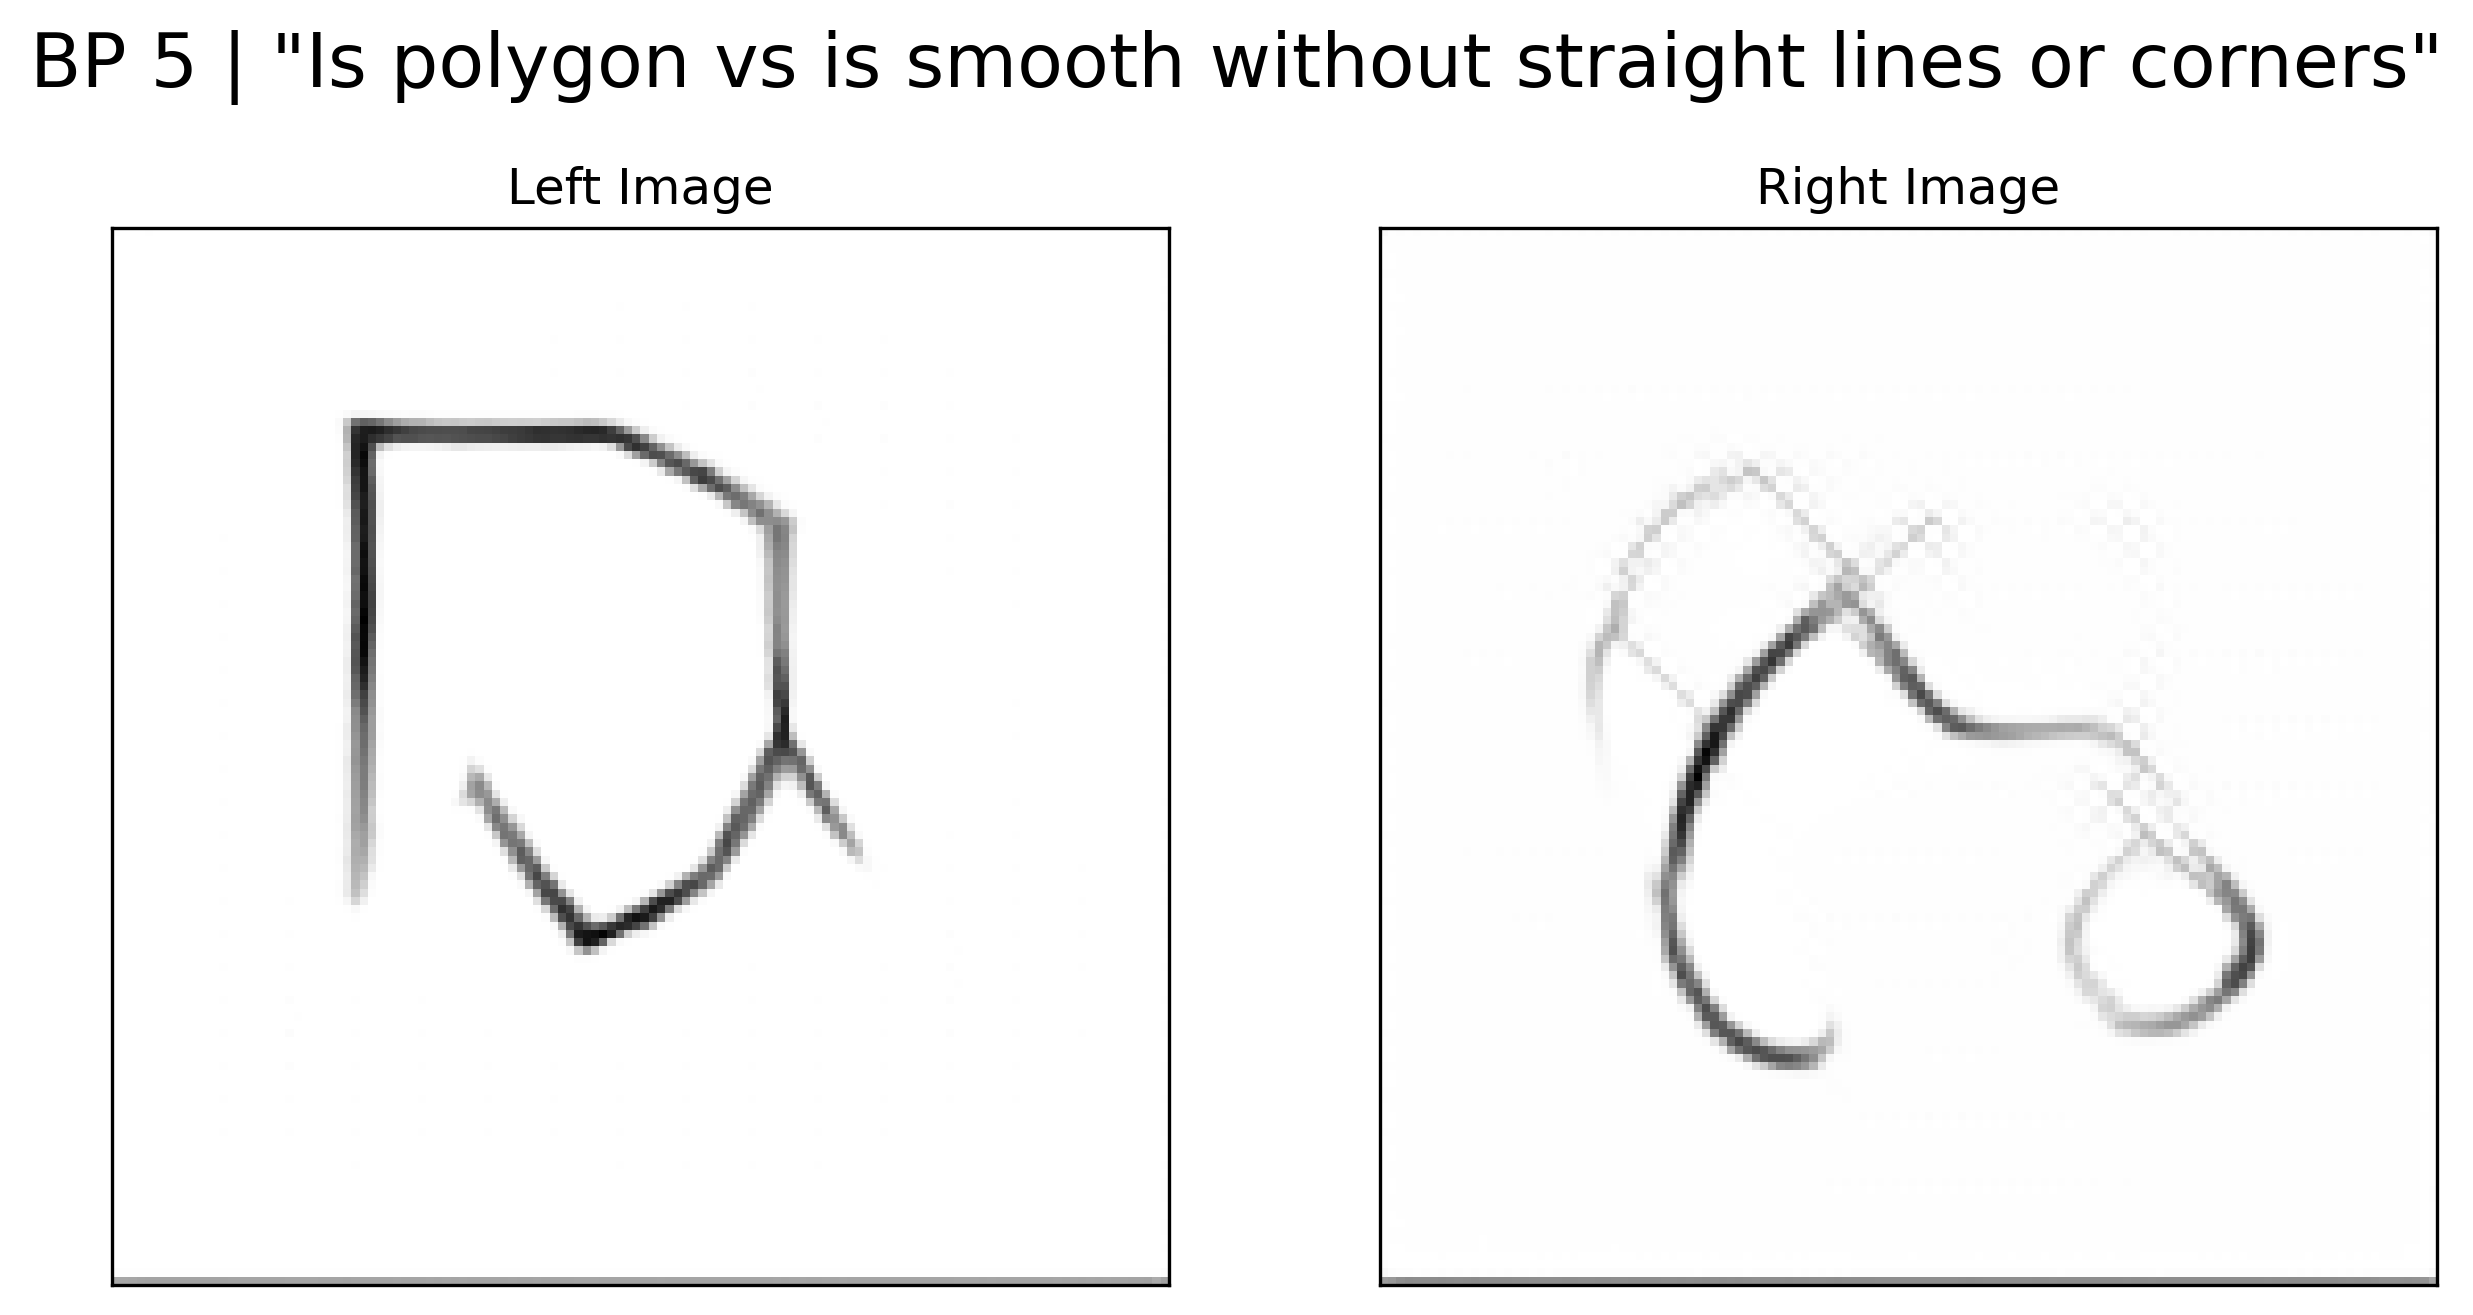 BP 5 | "Is polygon vs is smooth without straight lines or corners"
Left Image
Right Image